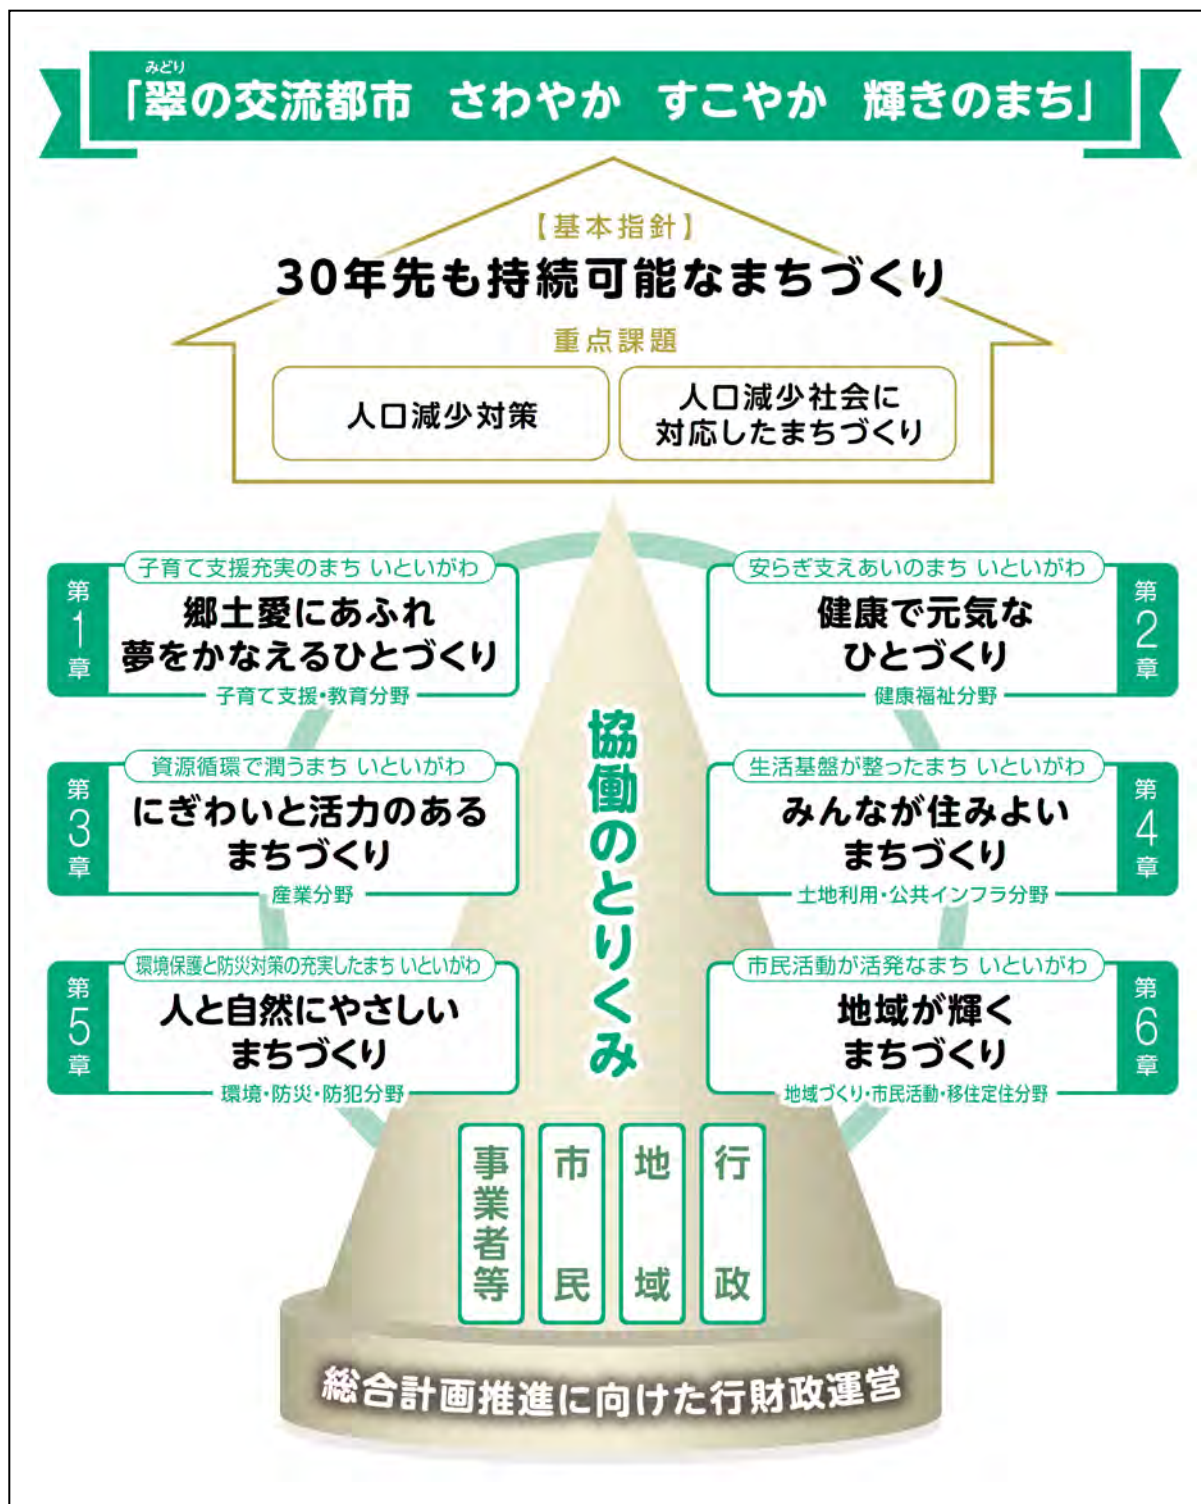 みどり
「翠の交流都市 さわやか すこやか 輝きのまち」
【基本指針】
30年先も持続可能なまちづくり
重点課題
人口減少対策
人口減少社会に
対応したまちづくり
第1章
子育て支援充実のまち いといがわ
郷土愛にあふれ
夢をかなえるひとづくり
子育て支援・教育分野
第2章
安らぎ支えあいのまち いといがわ
健康で元気な
ひとづくり
健康福祉分野
第3章
資源循環で潤うまち いといがわ
にぎわいと活力のある
まちづくり
産業分野
第4章
生活基盤が整ったまち いといがわ
みんなが住みよい
まちづくり
土地利用・公共インフラ分野
第5章
環境保護と防災対策の充実したまち いといがわ
人と自然にやさしい
まちづくり
環境・防災・防犯分野
第6章
市民活動が活発なまち いといがわ
地域が輝く
まちづくり
地域づくり・市民活動・移住定住分野
協働のとりくみ
事業者等
市民
地域
行政
総合計画推進に向けた行財政運営